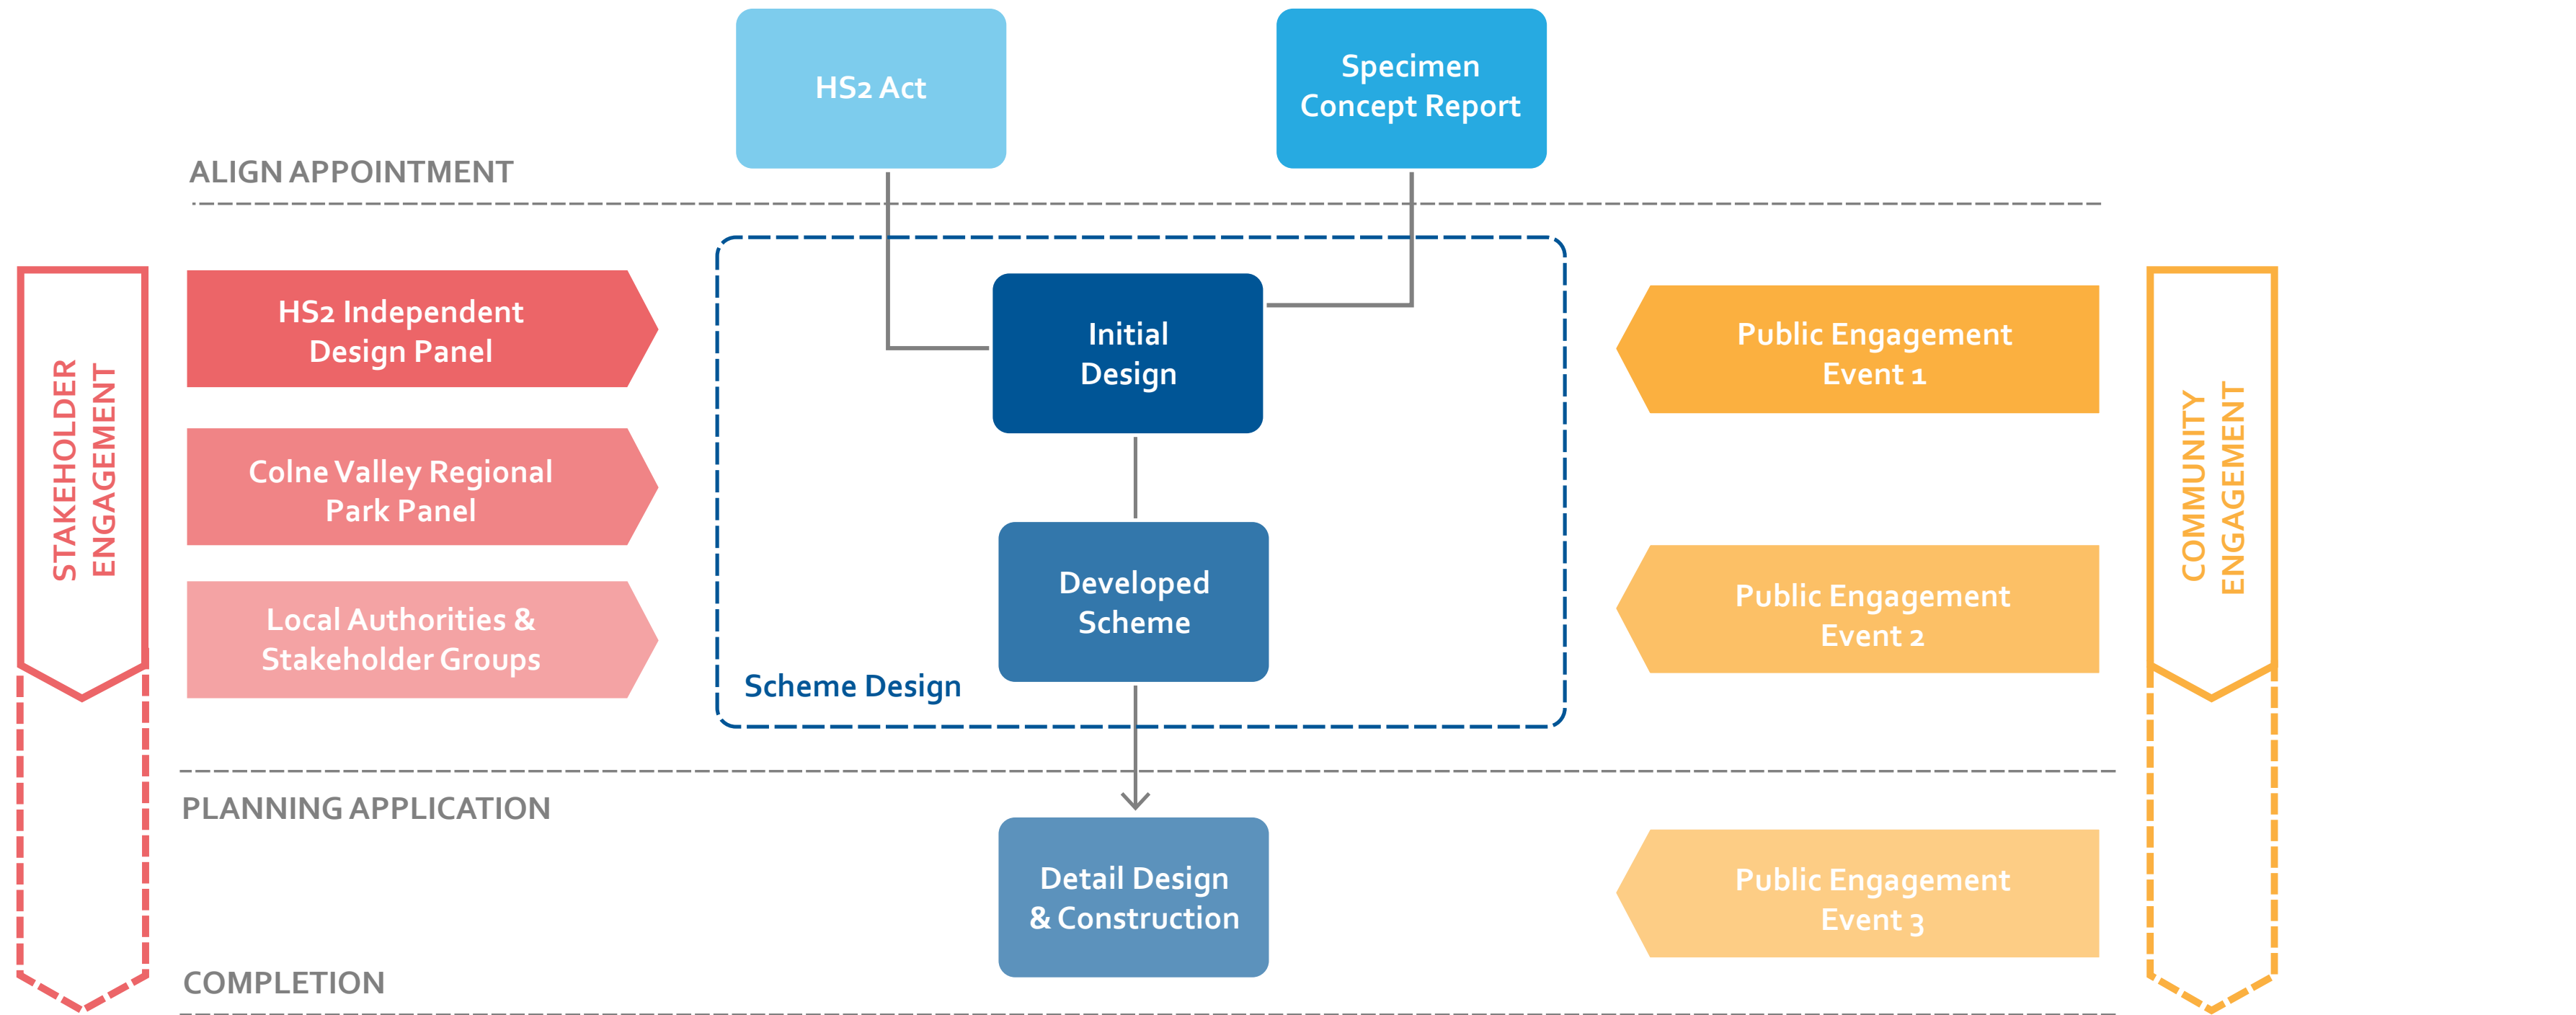 HS2 Act
Specimen
Concept Report
ALIGN APPOINTMENT
STAKEHOLDER
ENGAGEMENT
HS2 Independent
Design Panel
Colne Valley Regional
Park Panel
Local Authorities &
Stakeholder Groups
Initial
Design
Developed
Scheme
Scheme Design
Public Engagement
Event 1
Public Engagement
Event 2
COMMUNITY
ENGAGEMENT
PLANNING APPLICATION
Detail Design
& Construction
Public Engagement
Event 3
COMPLETION